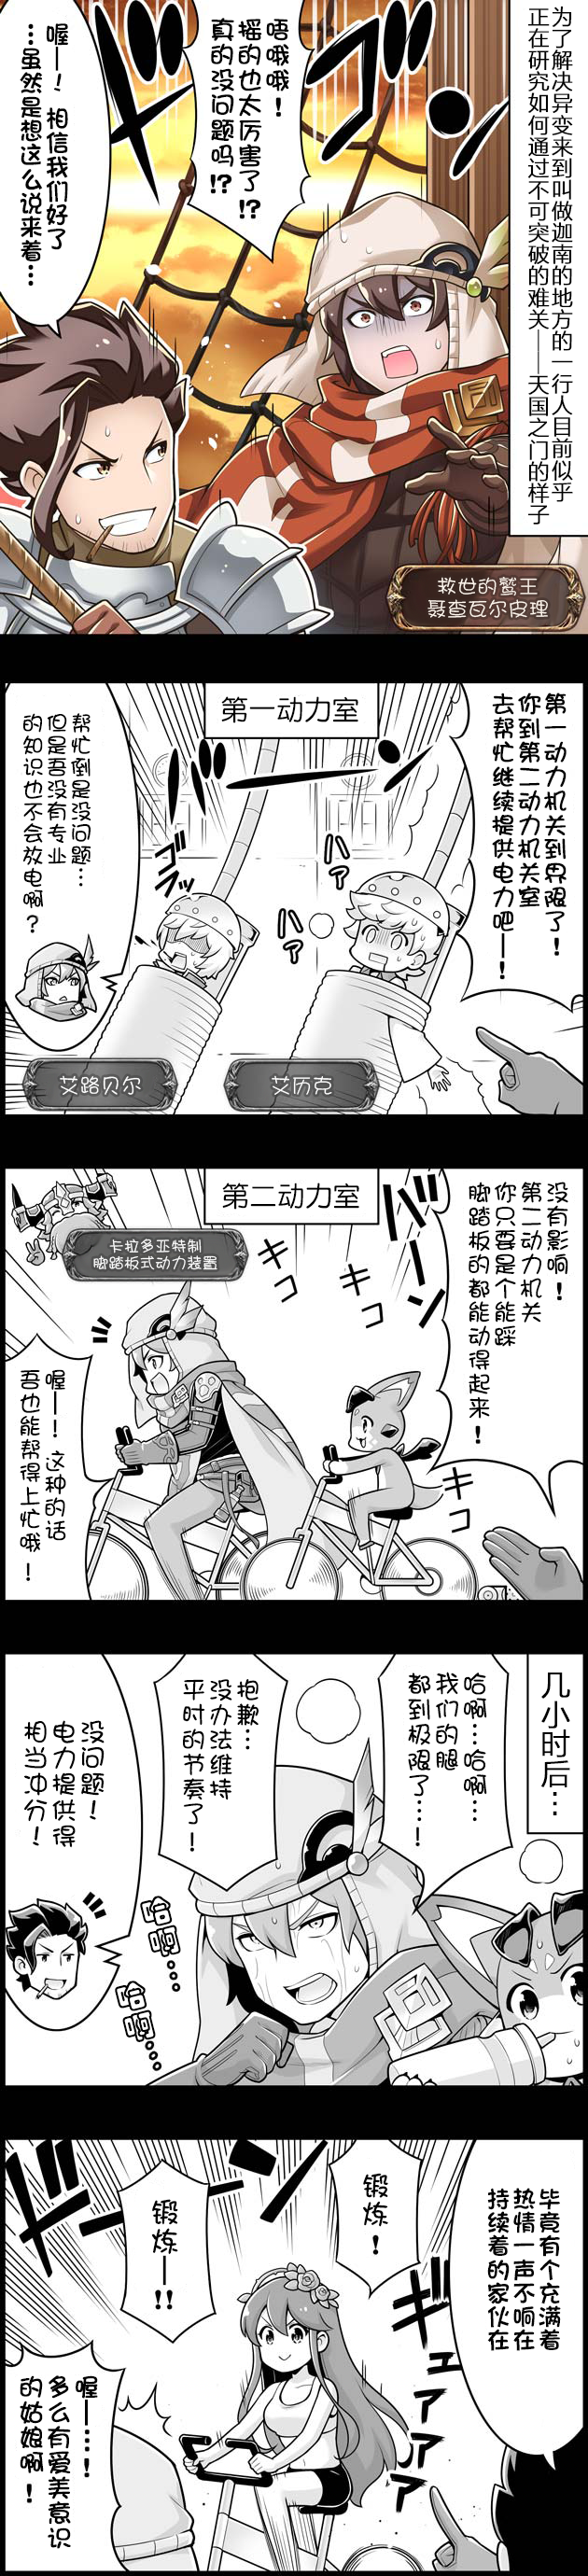 为了解决异变来到叫做迦南的地方的一行人目前似乎
正在研究如何通过不可突破的难关——天国之门的样子
唔哦哦！
摇的也太厉害了！？
真的没问题吗！？
喔——！相信我们好了
…虽然是想这么说来着…
救世的鹫王
聂查瓦尔皮理
第一动力室
第一动力机关到界限了！
你到第二动力机关室
去帮忙继续提供电力吧——！
ハァ
ハァ
ゴラッ
帮忙倒是没问题…
但是吾没有专业
的知识也不会放电啊？
艾路贝尔
艾历克
第二动力室
没有影响！
第二动力机关
你只要是个能踩
脚踏板的都能动得起来！
バーン
キコ
キコ
キコ
卡拉多亚特制
脚踏板式动力装置
喔——！这种的话
吾也能帮得上忙哦！
几小时后…
哈啊…哈啊…
我们的腿
都到极限了…！
抱歉…
没办法维持
平时的节奏了！
哈啊…
哈啊…
没问题！
电力提供得
相当冲分！
毕竟有个充满着
热情一声不响在
持续着的家伙在
锻炼！
锻炼——！！
ドーーン
ギュアアア
喔——…！
多么有爱美意识
的姑娘啊！